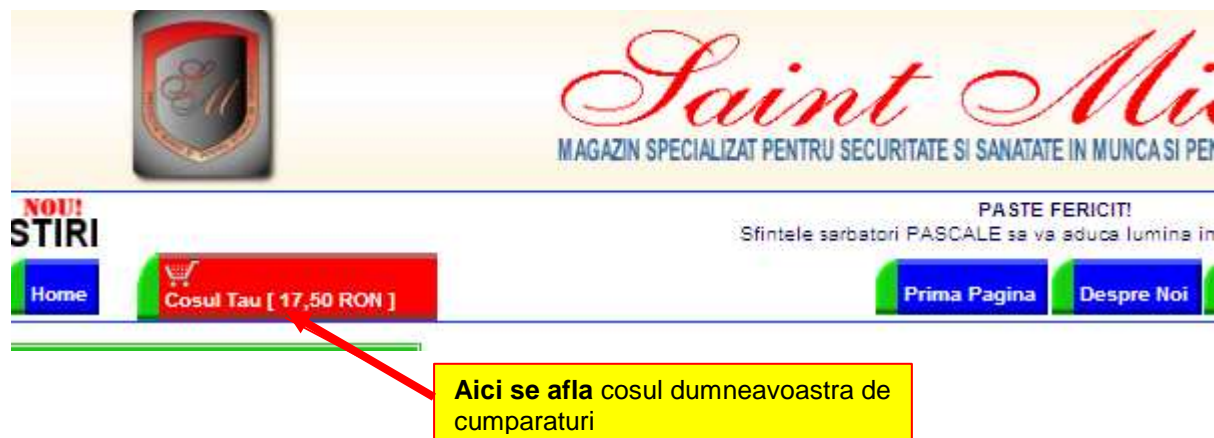 SM
Saint Mi
MAGAZIN SPECIALIZAT PENTRU SECURITATE SI SANATATE IN MUNCA SI PEN
NOU!
STIRI
PASTE FERICIT!
Sfintele sarbatori PASCALE sa va aduca lumina in
Home
Cosul Tau [ 17,50 RON ]
Prima Pagina
Despre Noi
Aici se afla cosul dumneavoastra de
cumparaturi